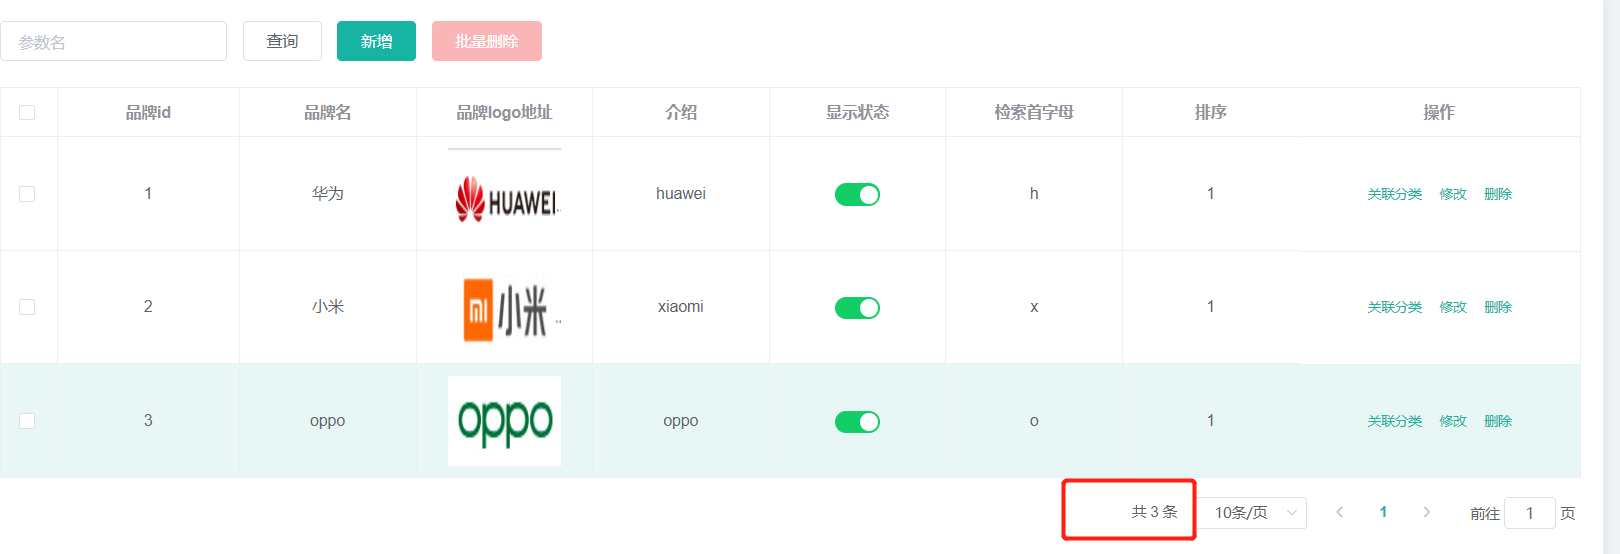 参数名 查询 新增 批量删除
品牌id 品牌名 品牌logo地址 介绍 显示状态 检索首字母 排序 操作
1 华为 HUAWEI huawei h 1 关联分类 修改 删除
2 小米 mi 小米 xiaomi x 1 关联分类 修改 删除
3 oppo oppo oppo o 1 关联分类 修改 删除
共 3 条 10条/页 1 前往 1 页